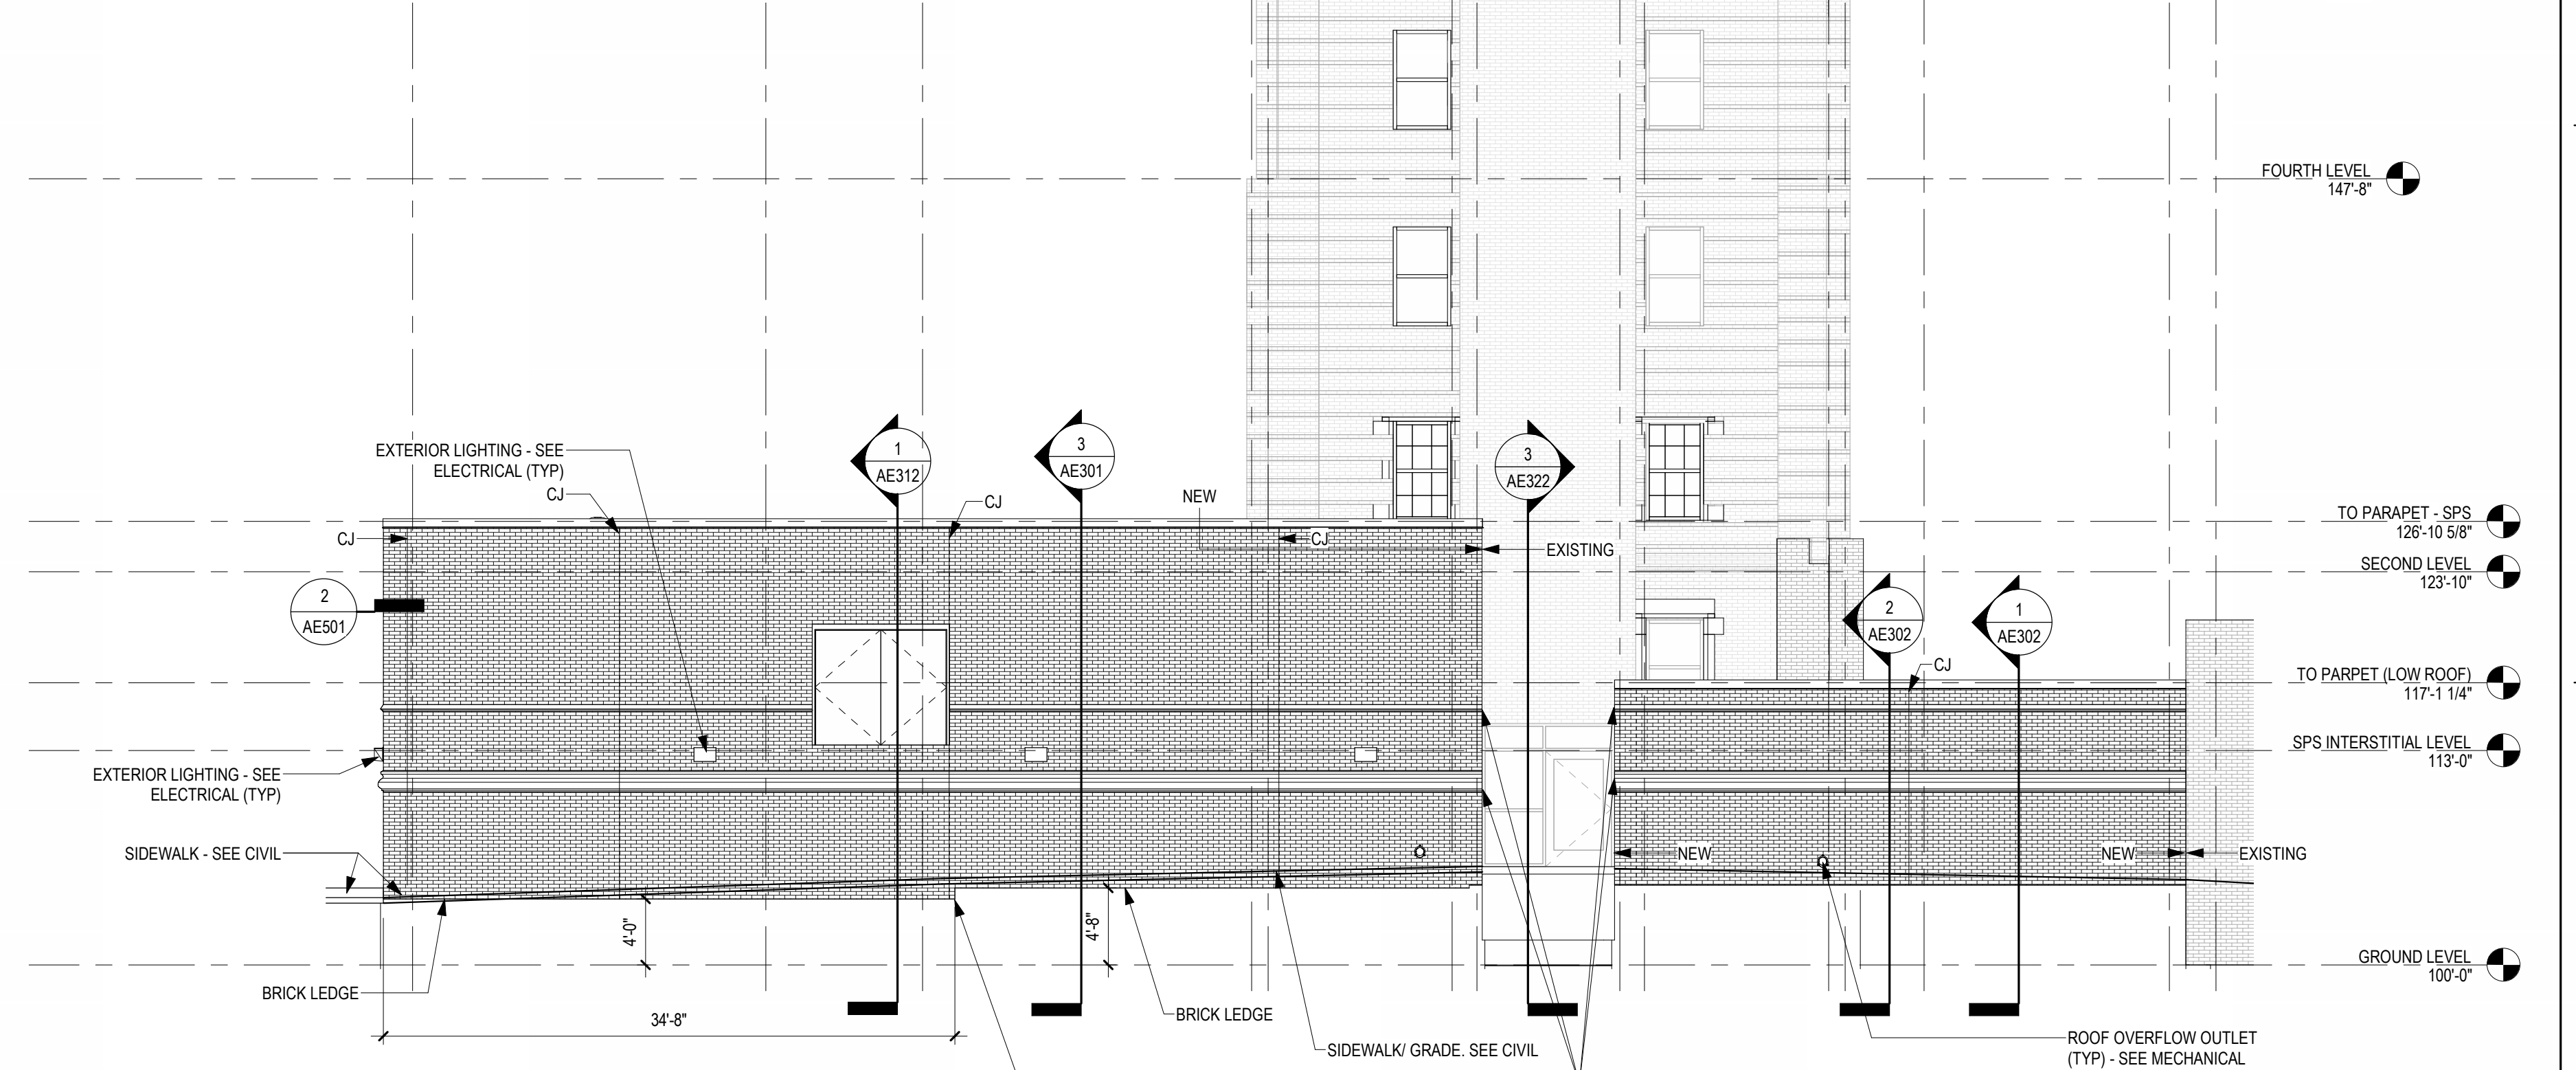 FOURTH LEVEL
147'-8"
EXTERIOR LIGHTING - SEE
ELECTRICAL (TYP)
CJ
1
AE312
3
AE301
CJ
NEW
3
AE322
TO PARAPET - SPS
126'-10 5/8"
CJ
CJ
EXISTING
SECOND LEVEL
123'-10"
2
AE501
2
AE302
1
AE302
CJ
TO PARPET (LOW ROOF)
117'-1 1/4"
SPS INTERSTITIAL LEVEL
113'-0"
EXTERIOR LIGHTING - SEE
ELECTRICAL (TYP)
SIDEWALK - SEE CIVIL
NEW
NEW
EXISTING
4'-0"
4'-8"
GROUND LEVEL
100'-0"
BRICK LEDGE
34'-8"
BRICK LEDGE
SIDEWALK/ GRADE. SEE CIVIL
ROOF OVERFLOW OUTLET
(TYP) - SEE MECHANICAL